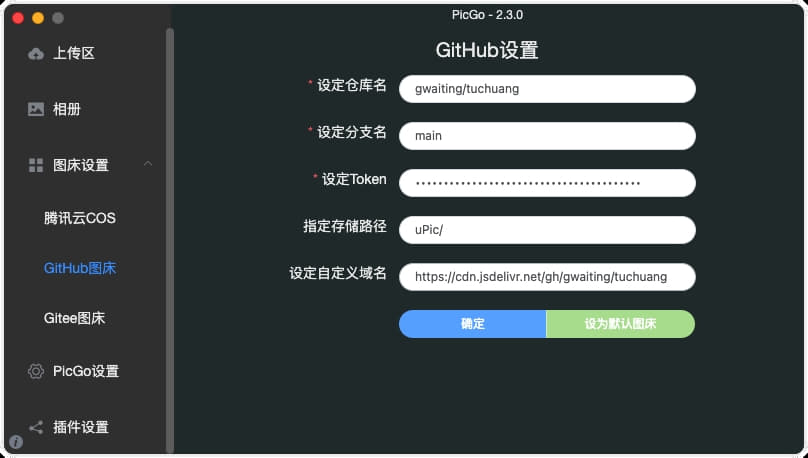 PicGo - 2.3.0
上传区
相册
图床设置
腾讯云COS
GitHub图床
Gitee图床
PicGo设置
插件设置
GitHub设置
* 设定仓库名
gwaiting/tuchuang
* 设定分支名
main
* 设定Token
指定存储路径
uPic/
设定自定义域名
https://cdn.jsdelivr.net/gh/gwaiting/tuchuang
确定
设为默认图床